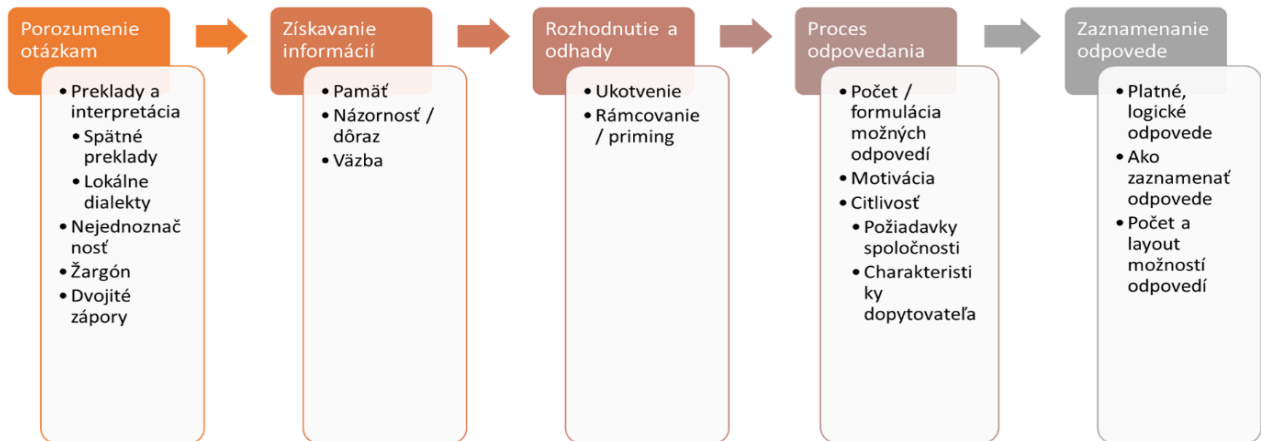 Porozumenie
otázkam
• Preklady a
interpretácia
• Spätné
preklady
• Lokálne
dialekty
• Nejednoznač
nosť
• Žargón
• Dvojité
zápory
Získavanie
informácií
• Pamäť
• Názornosť /
dôraz
• Väzba
Rozhodnutie a
odhady
• Ukotvenie
• Rámcovanie
/ priming
Proces
odpovedania
• Počet /
formulácia
možných
odpovedí
• Motivácia
• Citlivosť
• Požiadavky
spoločnosti
• Charakteristi
ky
dopytovateľa
Zaznamenanie
odpovede
• Platné,
logické
odpovede
• Ako
zaznamenať
odpovede
• Počet a
layout
možností
odpovedí